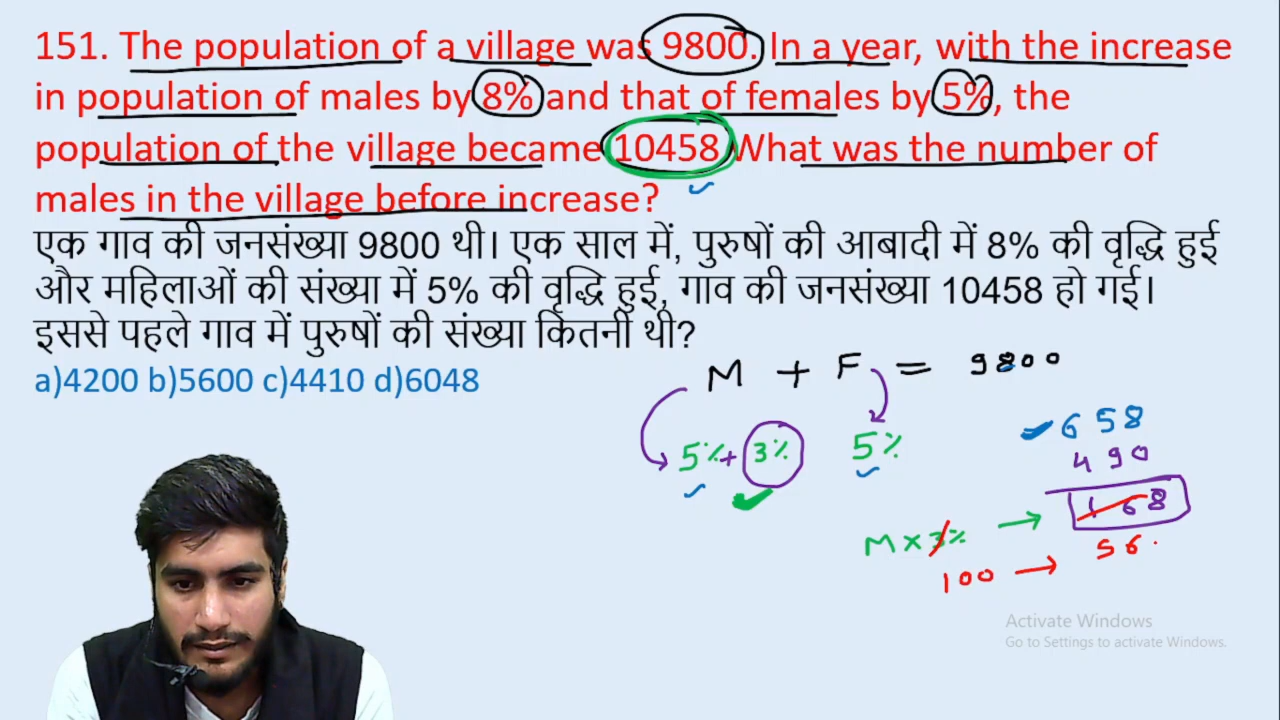 151. The population of a village was 9800. In a year, with the increase
in population of males by 8% and that of females by 5%, the
population of the village became 10458 What was the number of
males in the village before increase?
एक गाव की जनसंख्या 9800 थी। एक साल में, पुरुषों की आबादी में 8% की वृद्धि हुई
और महिलाओं की संख्या में 5% की वृद्धि हुई, गाव की जनसंख्या 10458 हो गई।
इससे पहले गाव में पुरुषों की संख्या कितनी थी?
a)4200 b)5600 c)4410 d)6048
M + F = 9800
5%+ 3% 5%
658
490
168
M×3% → 56.
100 →
Activate Windows
Go to Settings to activate Windows.